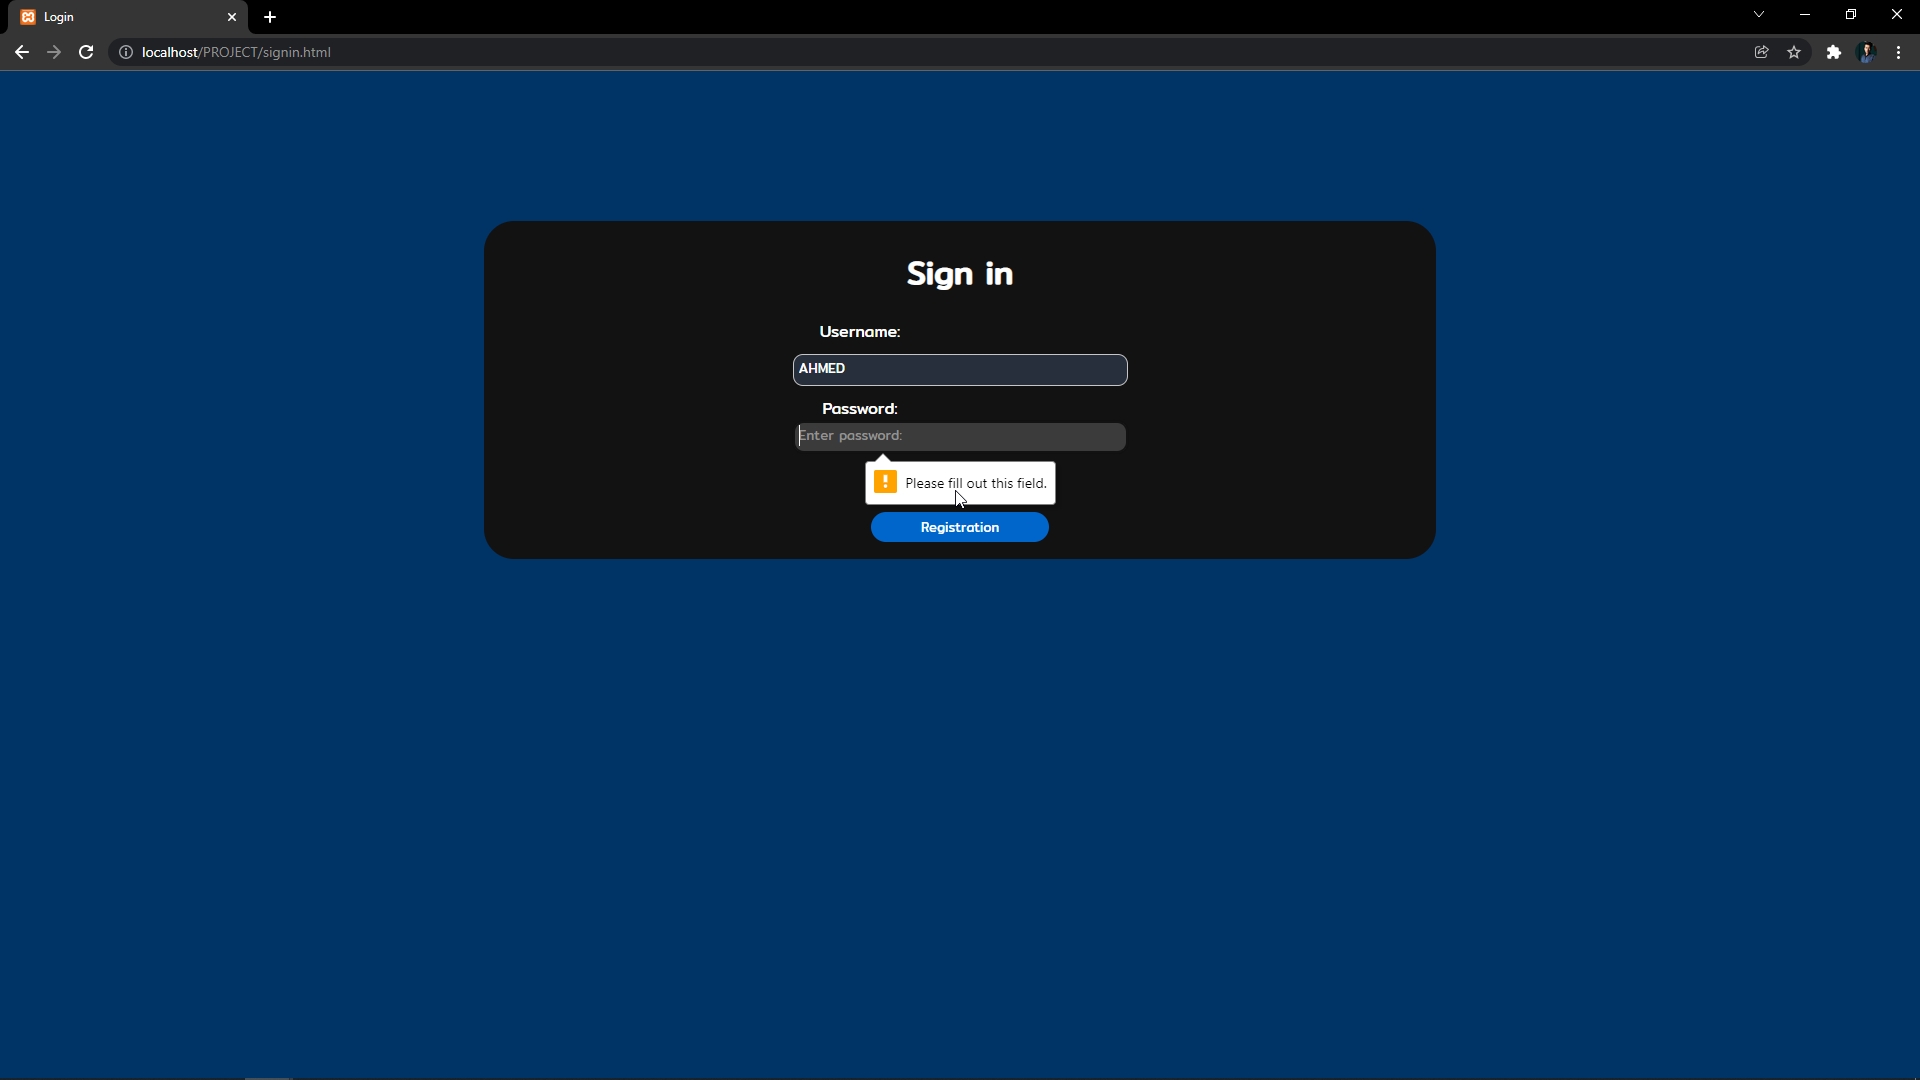 Login
localhost/PROJECT/signin.html
Sign in
Username:
AHMED
Password:
Enter password:
Please fill out this field.
Registration